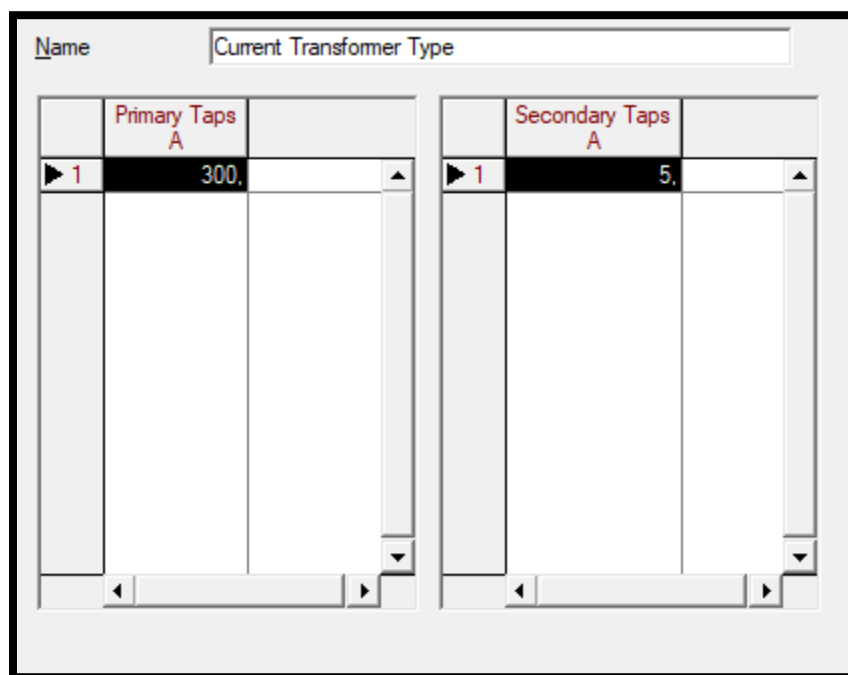 Name Current Transformer Type
Primary Taps Secondary Taps
A A
1 300, 1 5,